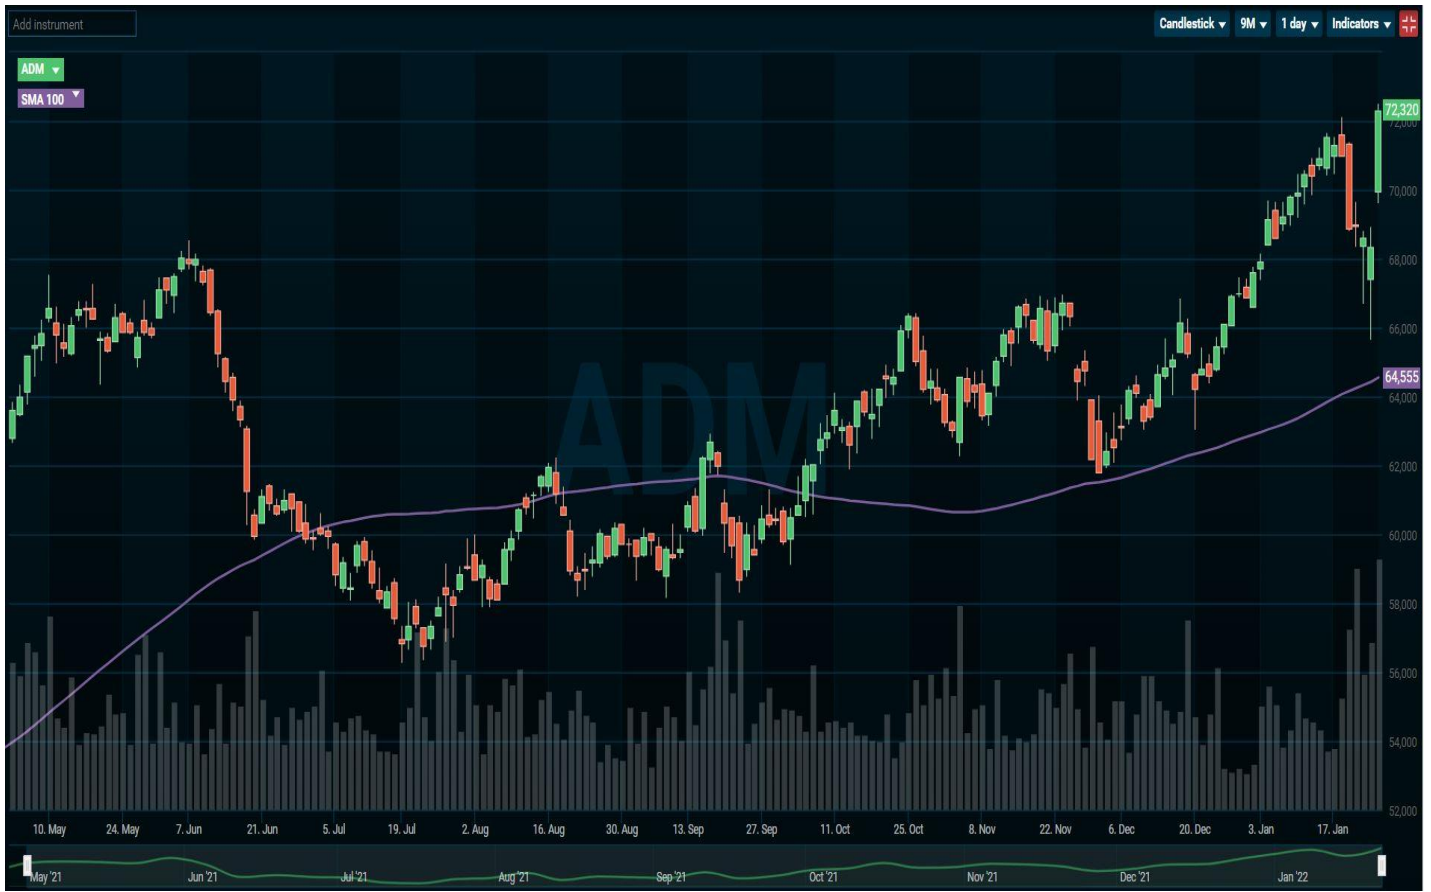 Add instrument
Candlestick 9M 1 day Indicators
ADM
SMA 100
ADM
72,320
72,000
70,000
68,000
66,000
64,555
64,000
62,000
60,000
58,000
56,000
54,000
52,000
10. May 24. May 7. Jun 21. Jun 5. Jul 19. Jul 2. Aug 16. Aug 30. Aug 13. Sep 27. Sep 11. Oct 25. Oct 8. Nov 22. Nov 6. Dec 20. Dec 3. Jan 17. Jan
May '21 Jun '21 Jul '21 Aug '21 Sep '21 Oct '21 Nov '21 Dec '21 Jan '22